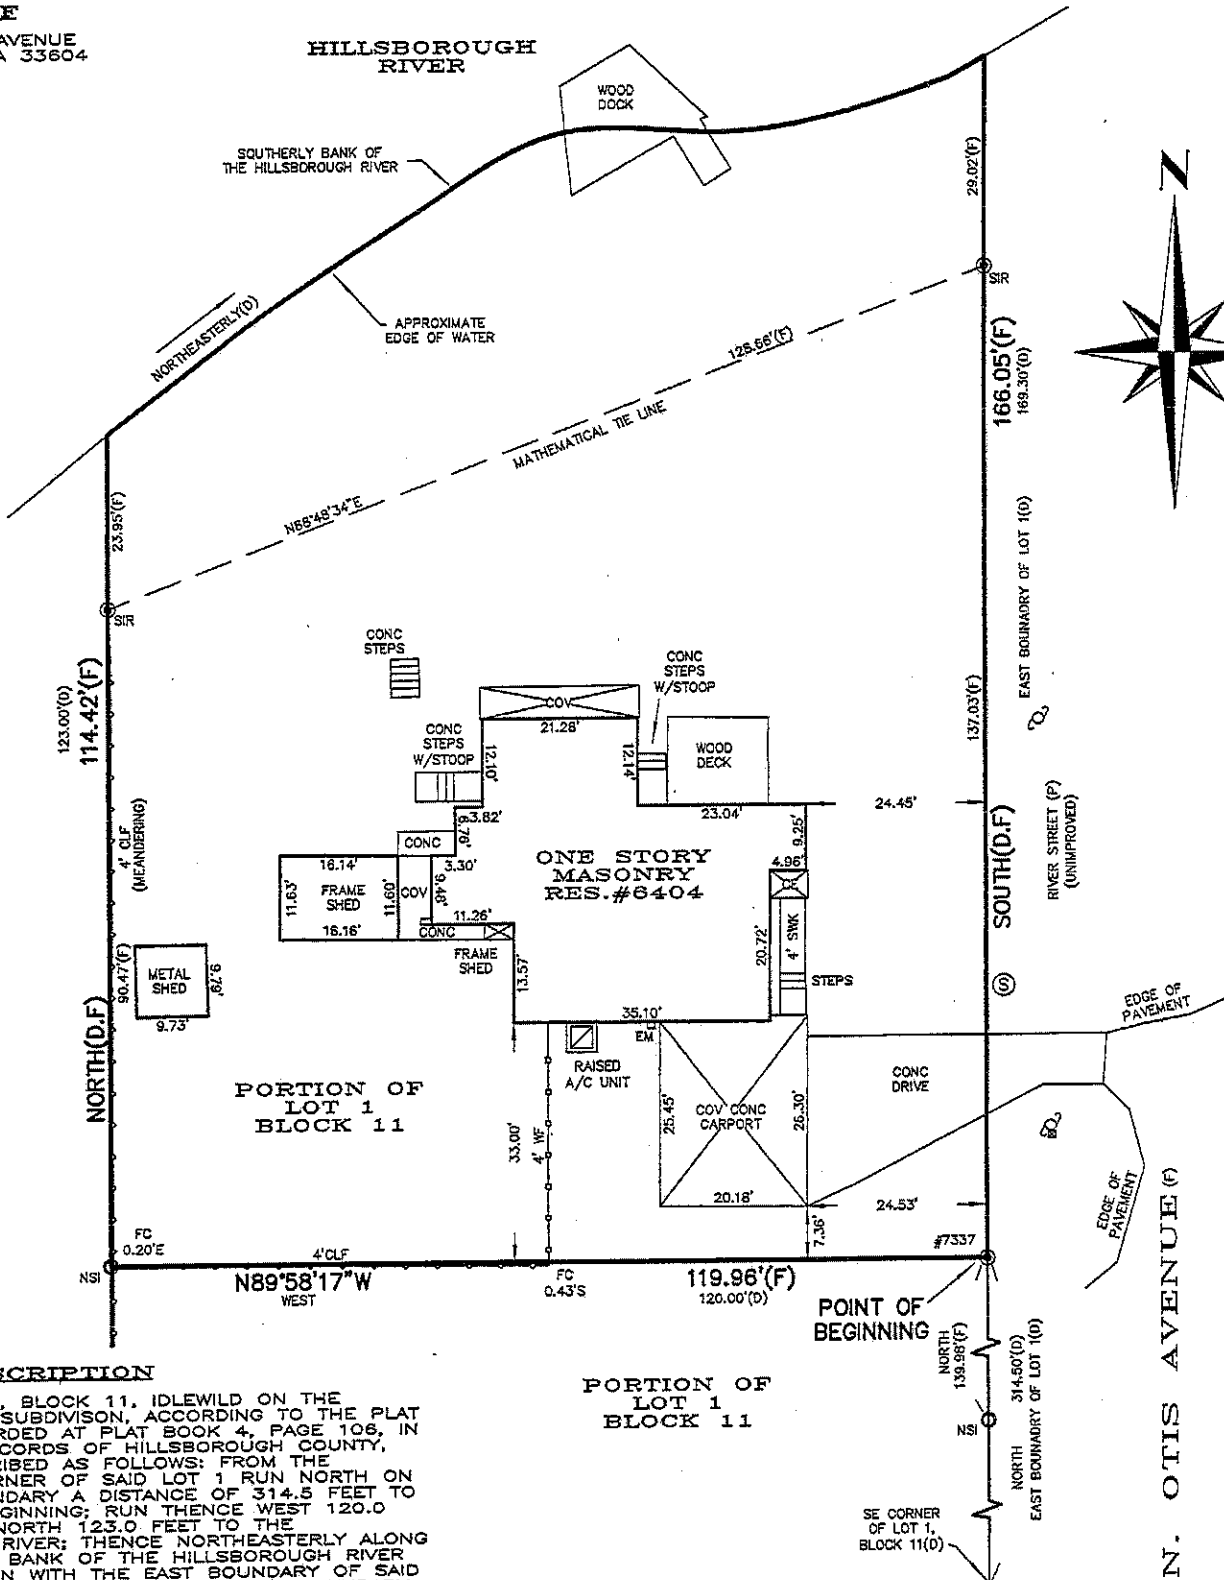 AVENUE
A 33604
HILLSBOROUGH
RIVER
WOOD
DOCK
SOUTHERLY BANK OF
THE HILLSBOROUGH RIVER
29.02'(F)
N
SIR
NORTHEASTERLY(D)
APPROXIMATE
EDGE OF WATER
166.05'(F)
169.30'(D)
MATHEMATICAL TIE LINE
23.95'(F)
SIR
EAST BOUNADRY OF LOT 1(D)
137.03'(F)
123.00'(D)
114.42'(F)
CONC
STEPS
CONC
STEPS
W/STOOP
COV
21.28'
CONC
STEPS
W/STOOP
12.10'
12.14'
WOOD
DECK
23.04'
24.45'
4' CLF
(MEANDERING)
3.82'
6.76'
CONC
3.30'
9.25'
4.96'
ONE STORY
MASONRY
RES.#6404
SOUTH(D.F)
RIVER STREET (P)
(UNIMPROVED)
16.14'
11.63'
FRAME
SHED
11.60'
COV
9.48'
16.16'
11.26'
CONC
FRAME
SHED
13.57'
20.72'
4' SWK
STEPS
S
90.47'(F)
METAL
SHED
9.79'
9.73'
NORTH(D.F)
35.10'
EM
RAISED
A/C UNIT
EDGE OF
PAVEMENT
CONC
DRIVE
PORTION OF
LOT 1
BLOCK 11
25.45'
COV CONC
CARPORT
26.30'
33.00'
4' WF
20.18'
24.53'
7.36'
EDGE OF
PAVEMENT
#7337
FC
0.20'E
NSI
4'CLF
N89°58'17"W
WEST
FC
0.43'S
119.96'(F)
120.00'(D)
POINT OF
BEGINNING
NORTH
139.98'(F)
314.50'(D)
NORTH
EAST BOUNADRY OF LOT 1(D)
NSI
N. OTIS AVENUE (F)
PORTION OF
LOT 1
BLOCK 11
SE CORNER
OF LOT 1,
BLOCK 11(D)
SCRIPTION
, BLOCK 11, IDLEWILD ON THE
SUBDIVISON, ACCORDING TO THE PLAT
RDED AT PLAT BOOK 4, PAGE 106, IN
CORDS OF HILLSBOROUGH COUNTY,
IBED AS FOLLOWS: FROM THE
RNER OF SAID LOT 1 RUN NORTH ON
NDARY A DISTANCE OF 314.5 FEET TO
GINNING; RUN THENCE WEST 120.0
NORTH 123.0 FEET TO THE
RIVER; THENCE NORTHEASTERLY ALONG
BANK OF THE HILLSBOROUGH RIVER
N WITH THE EAST BOUNDARY OF SAID